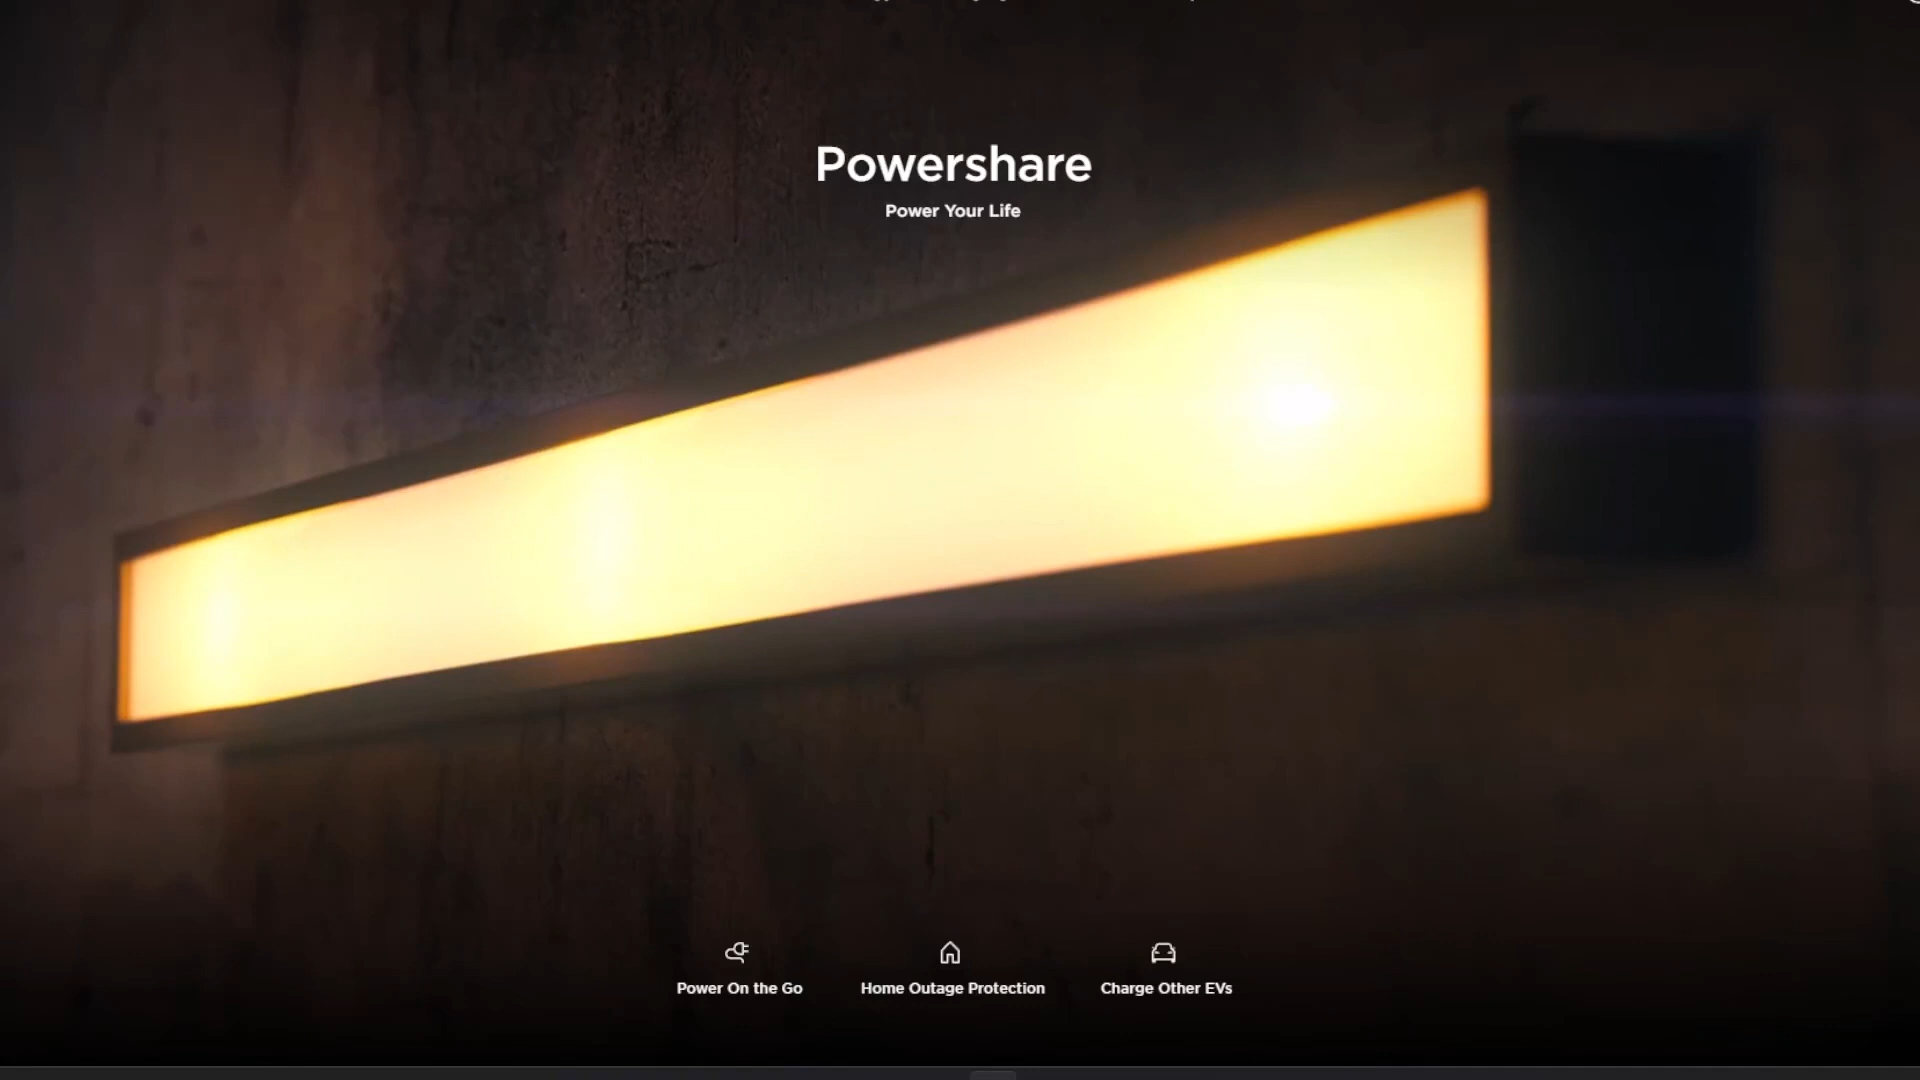 Powershare
Power Your Life
Power On the Go
Home Outage Protection
Charge Other EVs